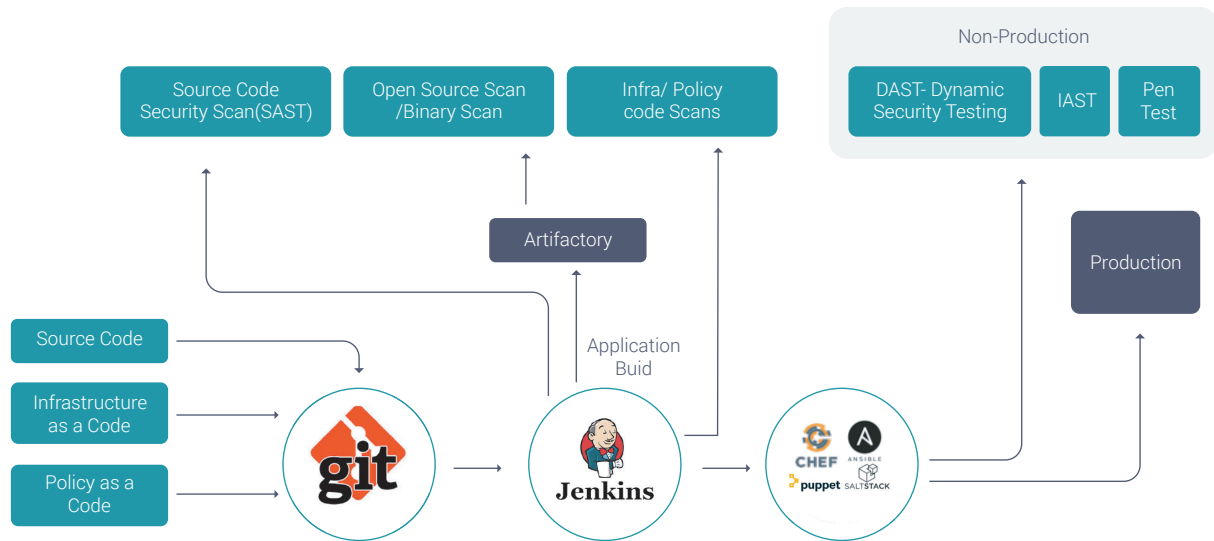 Non-Production
Source Code
Security Scan(SAST)
Open Source Scan
/Binary Scan
Infra/ Policy
code Scans
DAST- Dynamic
Security Testing
IAST
Pen
Test
Artifactory
Production
Source Code
Application
Buid
Infrastructure
as a Code
Policy as a
Code
git
Jenkins
CHEF
ANSIBLE
puppet
SALTSTACK